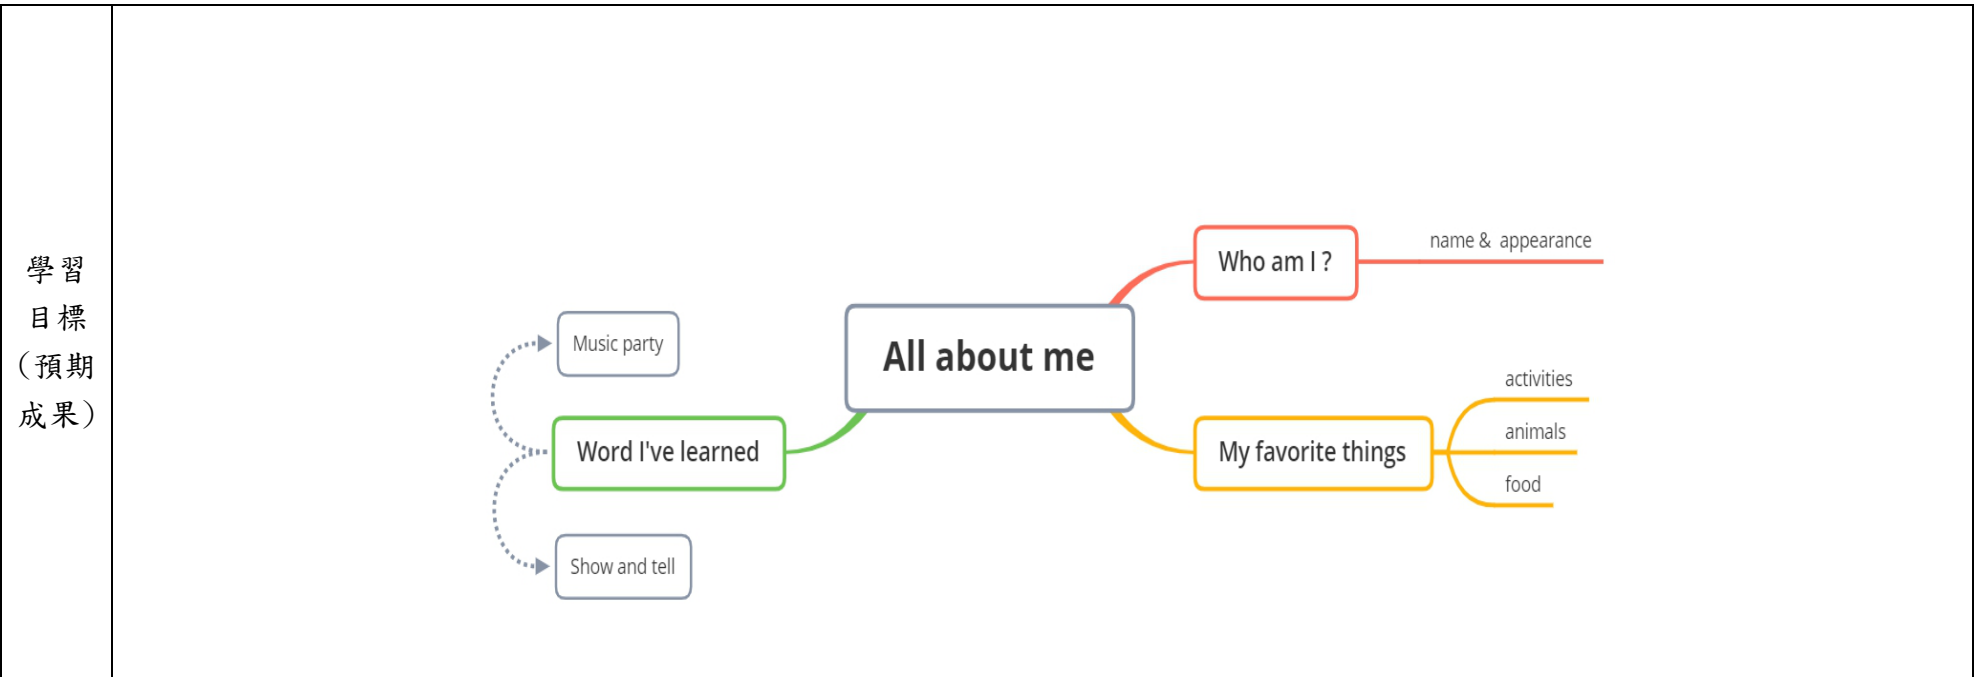 學習
目標
（預期
成果）
All about me
Who am I ?
name &  appearance
My favorite things
activities
animals
food
Word I've learned
Music party
Show and tell